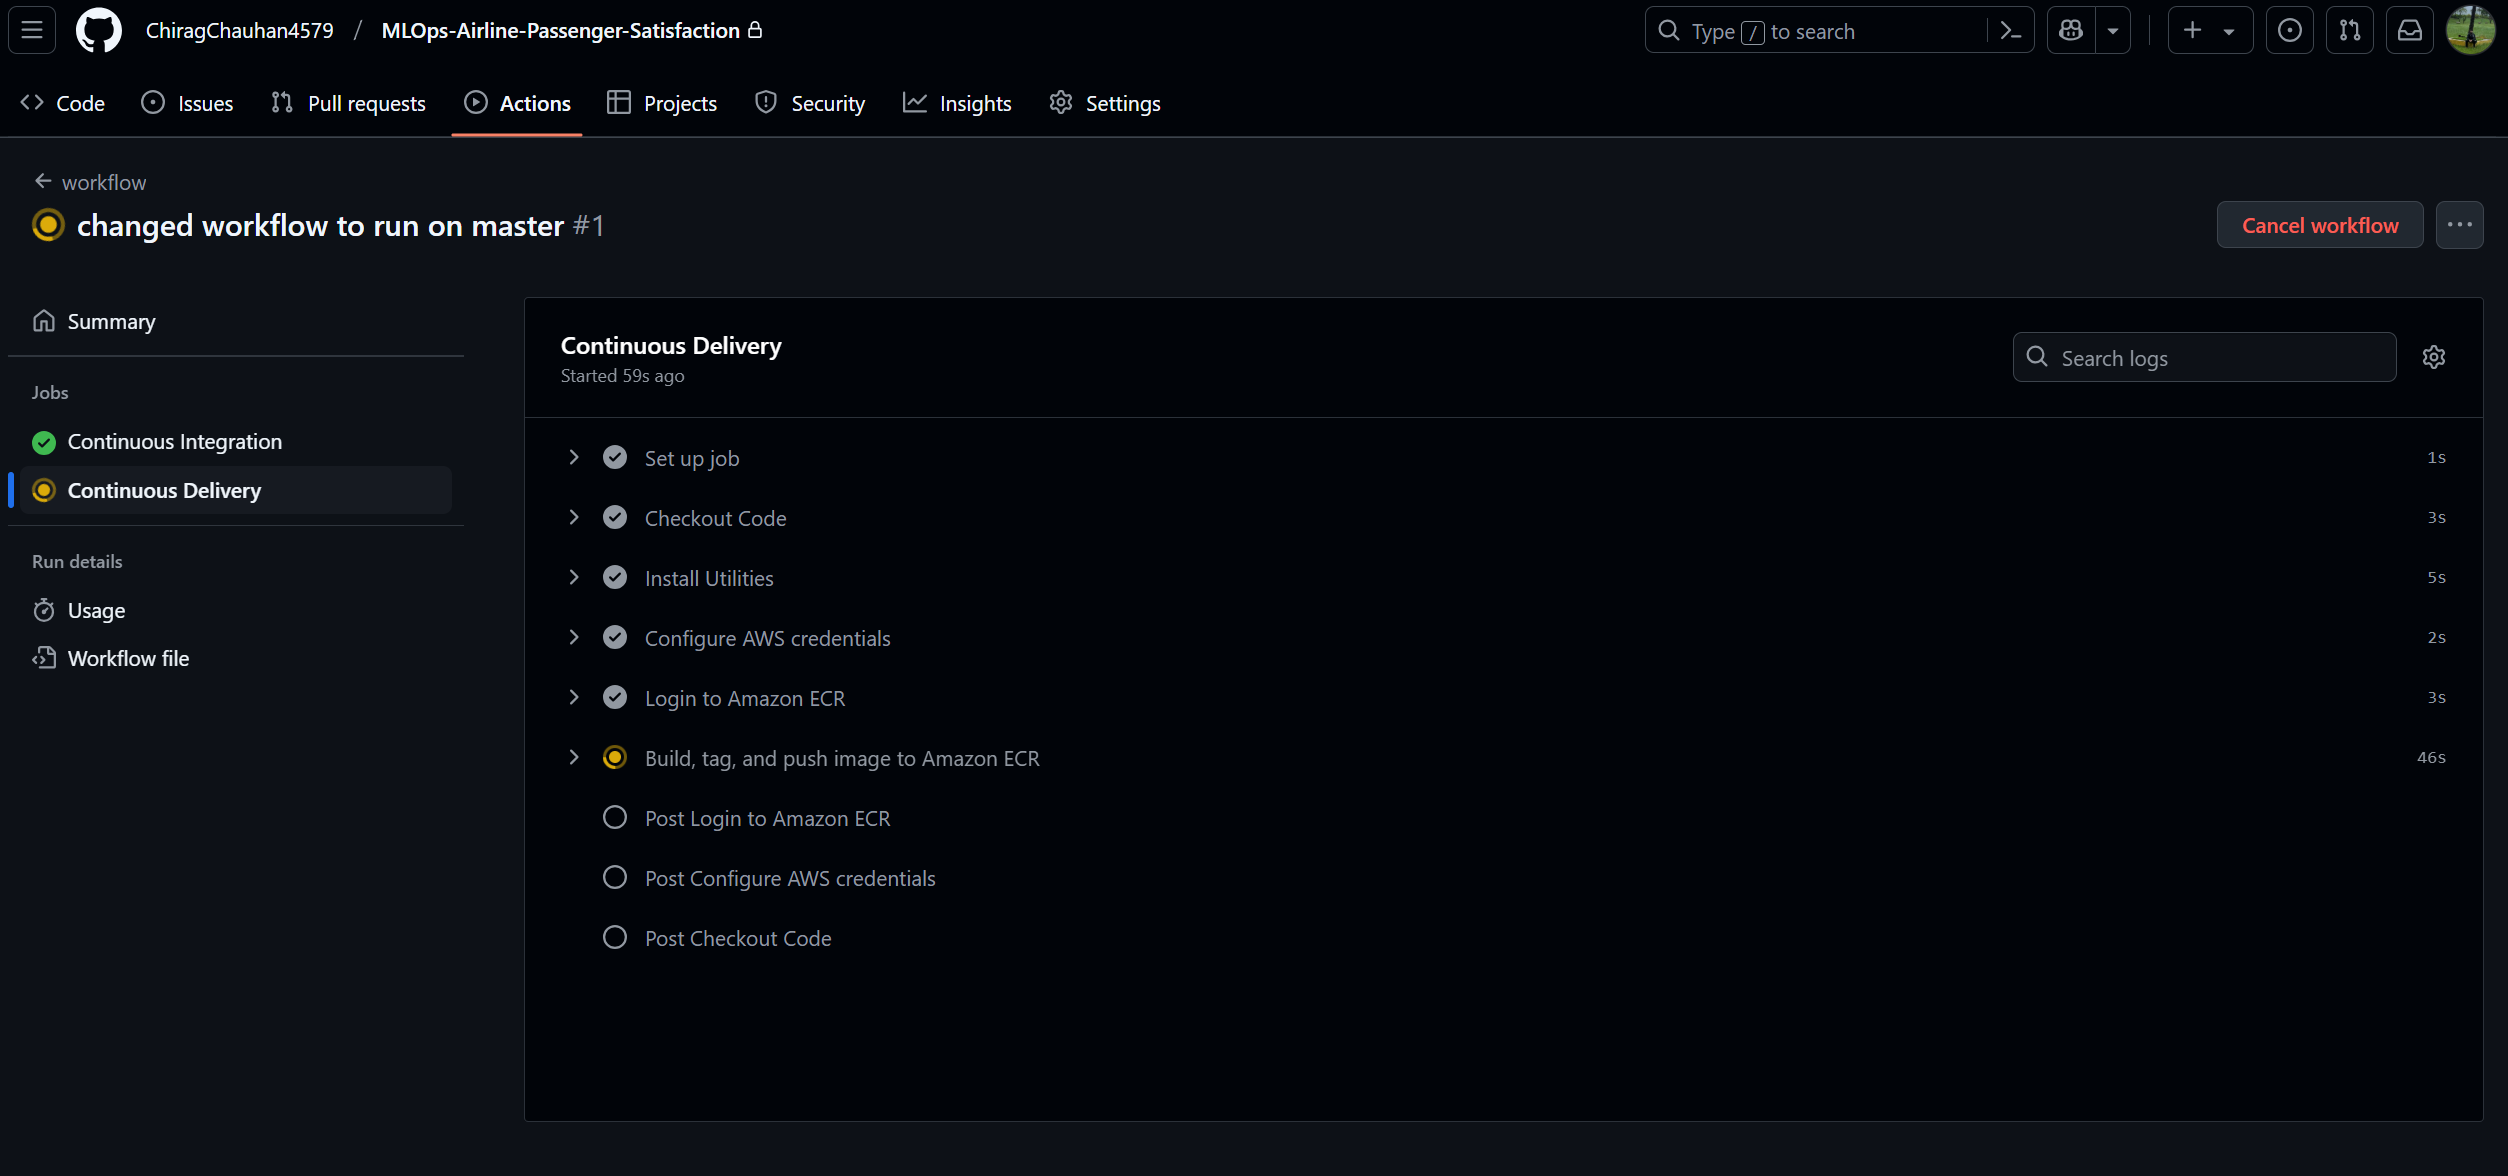 ChiragChauhan4579 / MLOps-Airline-Passenger-Satisfaction
Type / to search
Code Issues Pull requests Actions Projects Security Insights Settings
workflow
changed workflow to run on master #1
Cancel workflow
Summary
Jobs
Continuous Integration
Continuous Delivery
Run details
Usage
Workflow file
Continuous Delivery
Started 59s ago
Search logs
Set up job 1s
Checkout Code 3s
Install Utilities 5s
Configure AWS credentials 2s
Login to Amazon ECR 3s
Build, tag, and push image to Amazon ECR 46s
Post Login to Amazon ECR
Post Configure AWS credentials
Post Checkout Code